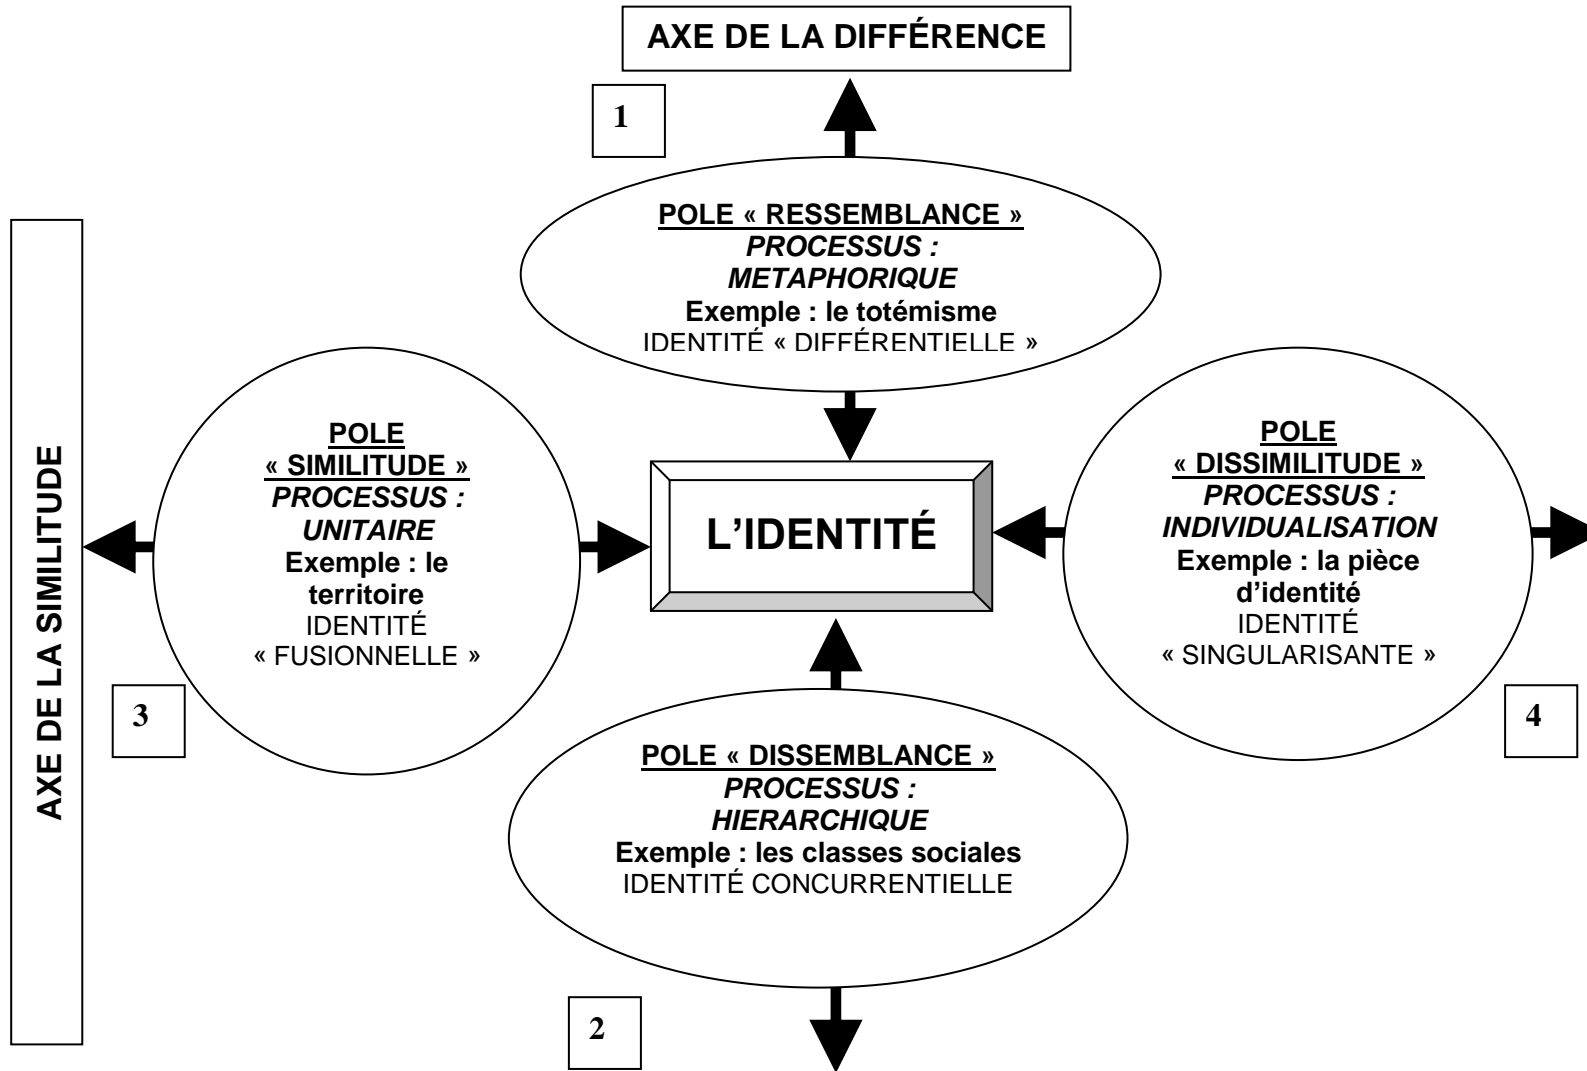 AXE DE LA DIFFÉRENCE
1
POLE « RESSEMBLANCE »
PROCESSUS :
METAPHORIQUE
Exemple : le totémisme
IDENTITÉ « DIFFÉRENTIELLE »
AXE DE LA SIMILITUDE
POLE
« SIMILITUDE »
PROCESSUS :
UNITAIRE
Exemple : le
territoire
IDENTITÉ
« FUSIONNELLE »
3
L’IDENTITÉ
POLE
« DISSIMILITUDE »
PROCESSUS :
INDIVIDUALISATION
Exemple : la pièce
d’identité
IDENTITÉ
« SINGULARISANTE »
4
POLE « DISSEMBLANCE »
PROCESSUS :
HIERARCHIQUE
Exemple : les classes sociales
IDENTITÉ CONCURRENTIELLE
2